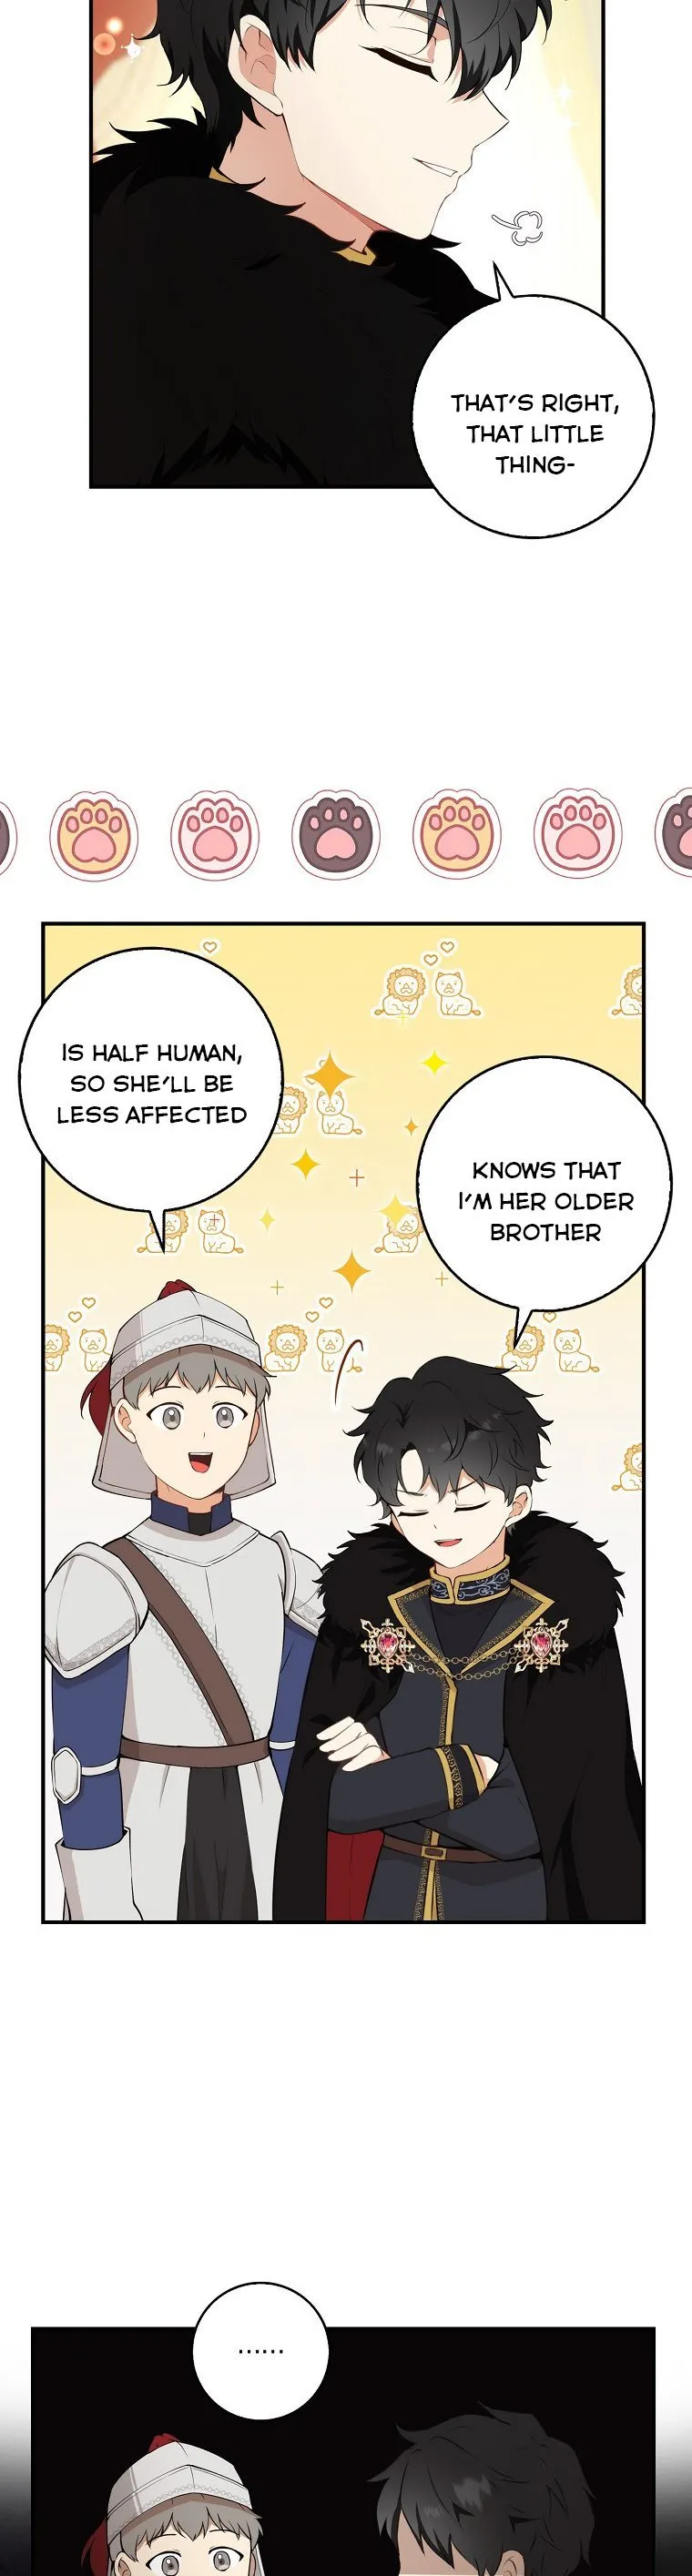 THAT'S RIGHT,
THAT LITTLE
THING-
IS HALF HUMAN,
SO SHE'LL BE
LESS AFFECTED
KNOWS THAT
I'M HER OLDER
BROTHER
......